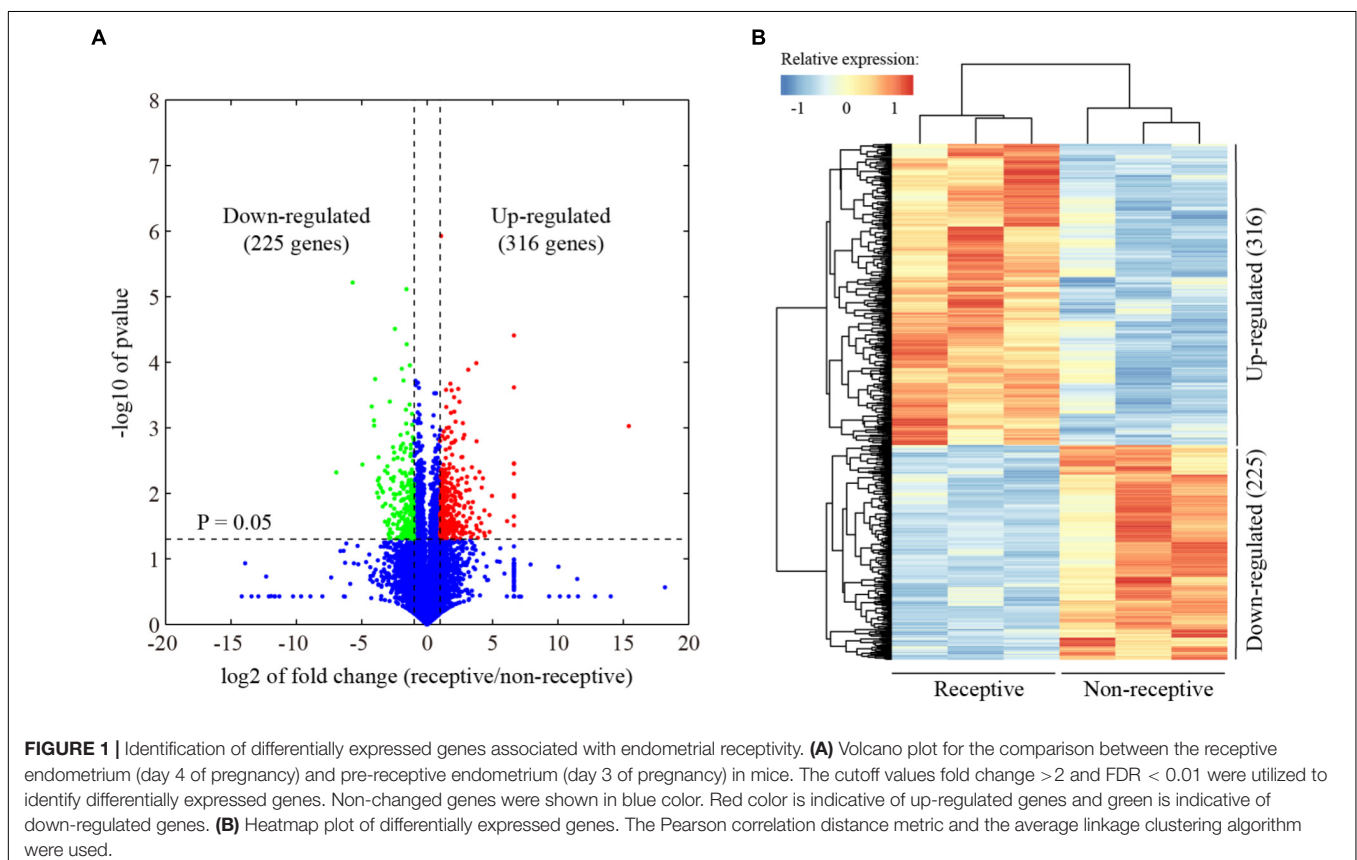 A
8
7
6
5
4
3
2
1
0
-log10 of pvalue
Down-regulated
(225 genes)
Up-regulated
(316 genes)
P = 0.05
-20 -15 -10 -5 0 5 10 15 20
log2 of fold change (receptive/non-receptive)
B
Relative expression:
-1 0 1
Up-regulated (316)
Down-regulated (225)
Receptive Non-receptive
FIGURE 1 | Identification of differentially expressed genes associated with endometrial receptivity. (A) Volcano plot for the comparison between the receptive
endometrium (day 4 of pregnancy) and pre-receptive endometrium (day 3 of pregnancy) in mice. The cutoff values fold change >2 and FDR < 0.01 were utilized to
identify differentially expressed genes. Non-changed genes were shown in blue color. Red color is indicative of up-regulated genes and green is indicative of
down-regulated genes. (B) Heatmap plot of differentially expressed genes. The Pearson correlation distance metric and the average linkage clustering algorithm
were used.